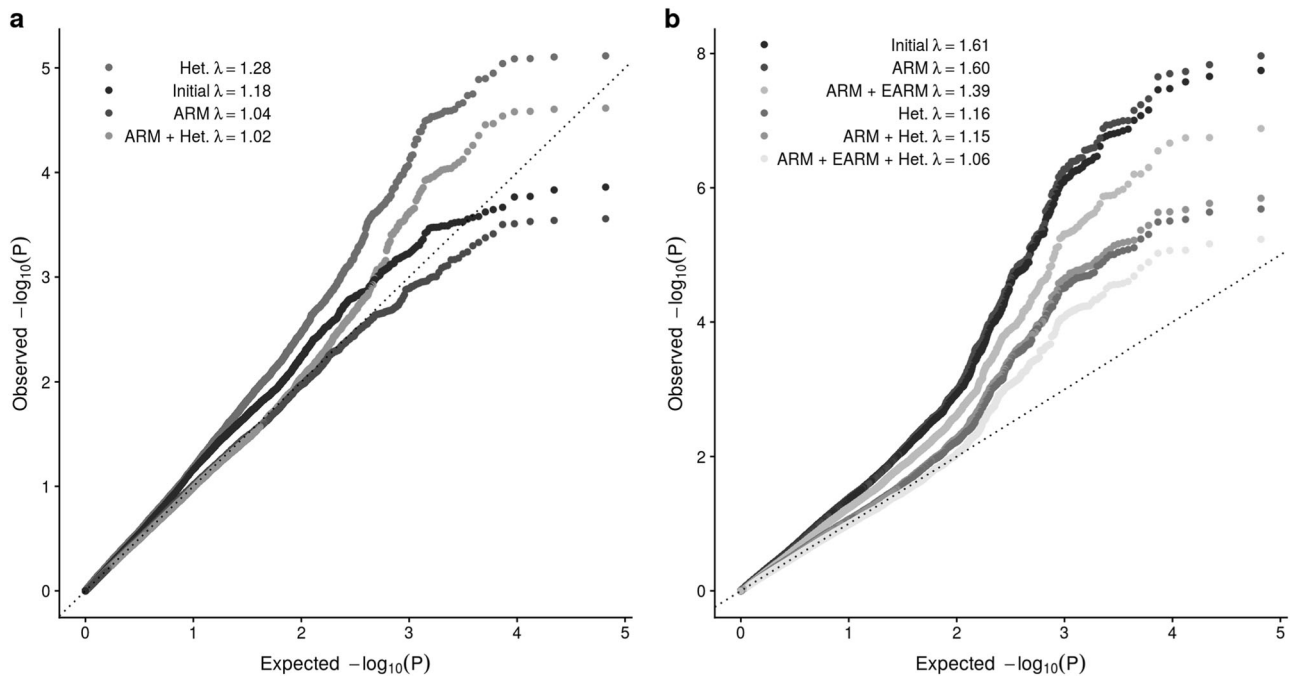 a
Het. λ = 1.28
Initial λ = 1.18
ARM λ = 1.04
ARM + Het. λ = 1.02
Observed −log₁₀(P)
5
4
3
2
1
0
0 1 2 3 4 5
Expected −log₁₀(P)
b
Initial λ = 1.61
ARM λ = 1.60
ARM + EARM λ = 1.39
Het. λ = 1.16
ARM + Het. λ = 1.15
ARM + EARM + Het. λ = 1.06
Observed −log₁₀(P)
8
6
4
2
0
0 1 2 3 4 5
Expected −log₁₀(P)